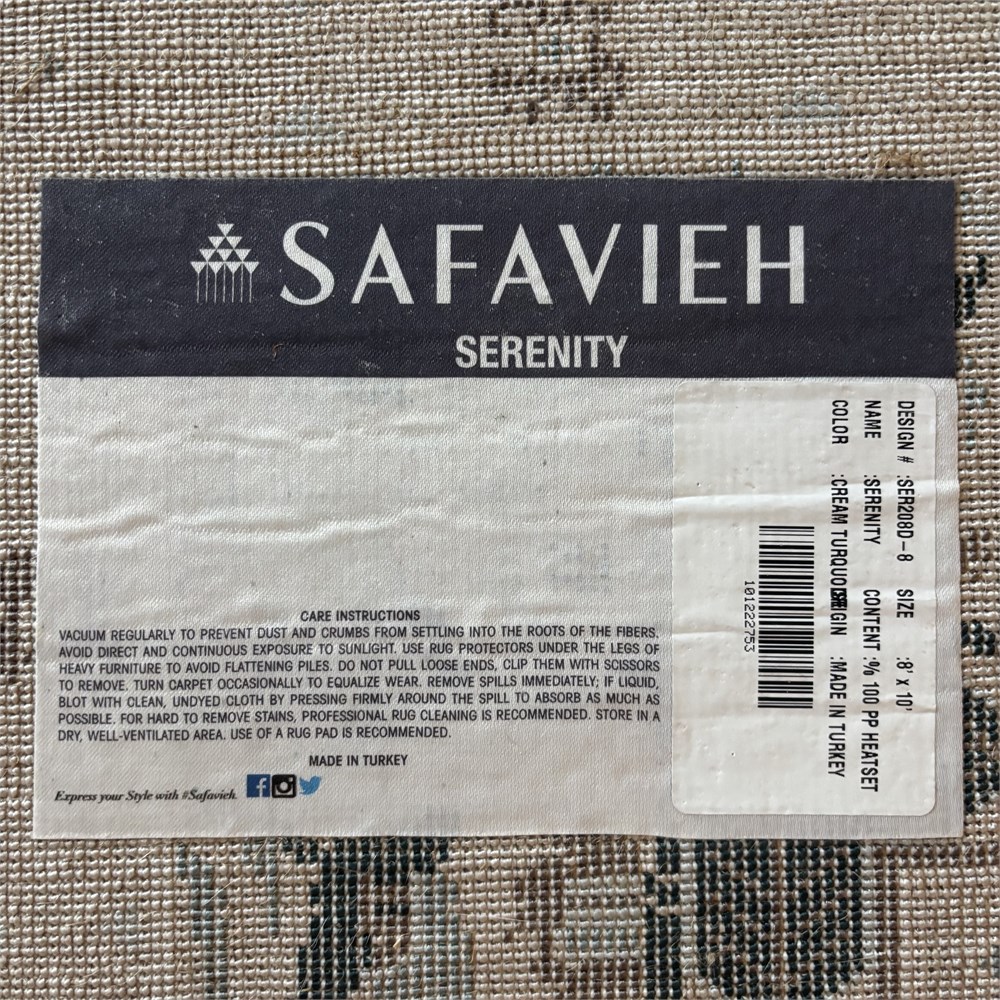 SAFAVIEH
SERENITY
CARE INSTRUCTIONS
VACUUM REGULARLY TO PREVENT DUST AND CRUMBS FROM SETTLING INTO THE ROOTS OF THE FIBERS.
AVOID DIRECT AND CONTINUOUS EXPOSURE TO SUNLIGHT. USE RUG PROTECTORS UNDER THE LEGS OF
HEAVY FURNITURE TO AVOID FLATTENING PILES. DO NOT PULL LOOSE ENDS, CLIP THEM WITH SCISSORS
TO REMOVE. TURN CARPET OCCASIONALLY TO EQUALIZE WEAR. REMOVE SPILLS IMMEDIATELY; IF LIQUID,
BLOT WITH CLEAN, UNDYED CLOTH BY PRESSING FIRMLY AROUND THE SPILL TO ABSORB AS MUCH AS
POSSIBLE. FOR HARD TO REMOVE STAINS, PROFESSIONAL RUG CLEANING IS RECOMMENDED. STORE IN A
DRY, WELL-VENTILATED AREA. USE OF A RUG PAD IS RECOMMENDED.
MADE IN TURKEY
Express your Style with #Safavieh.
DESIGN # :SER208D-8 SIZE :8' x 10'
NAME :SERENITY CONTENT :% 100 PP HEATSET
COLOR :CREAM :MADE IN TURKEY
101222753